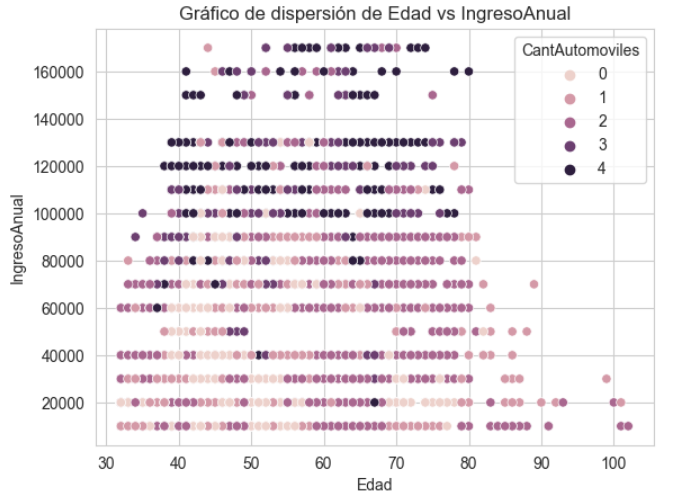 Gráfico de dispersión de Edad vs IngresoAnual
CantAutomoviles
0
1
2
3
4
160000
140000
120000
100000
80000
60000
40000
20000
IngresoAnual
30 40 50 60 70 80 90 100
Edad